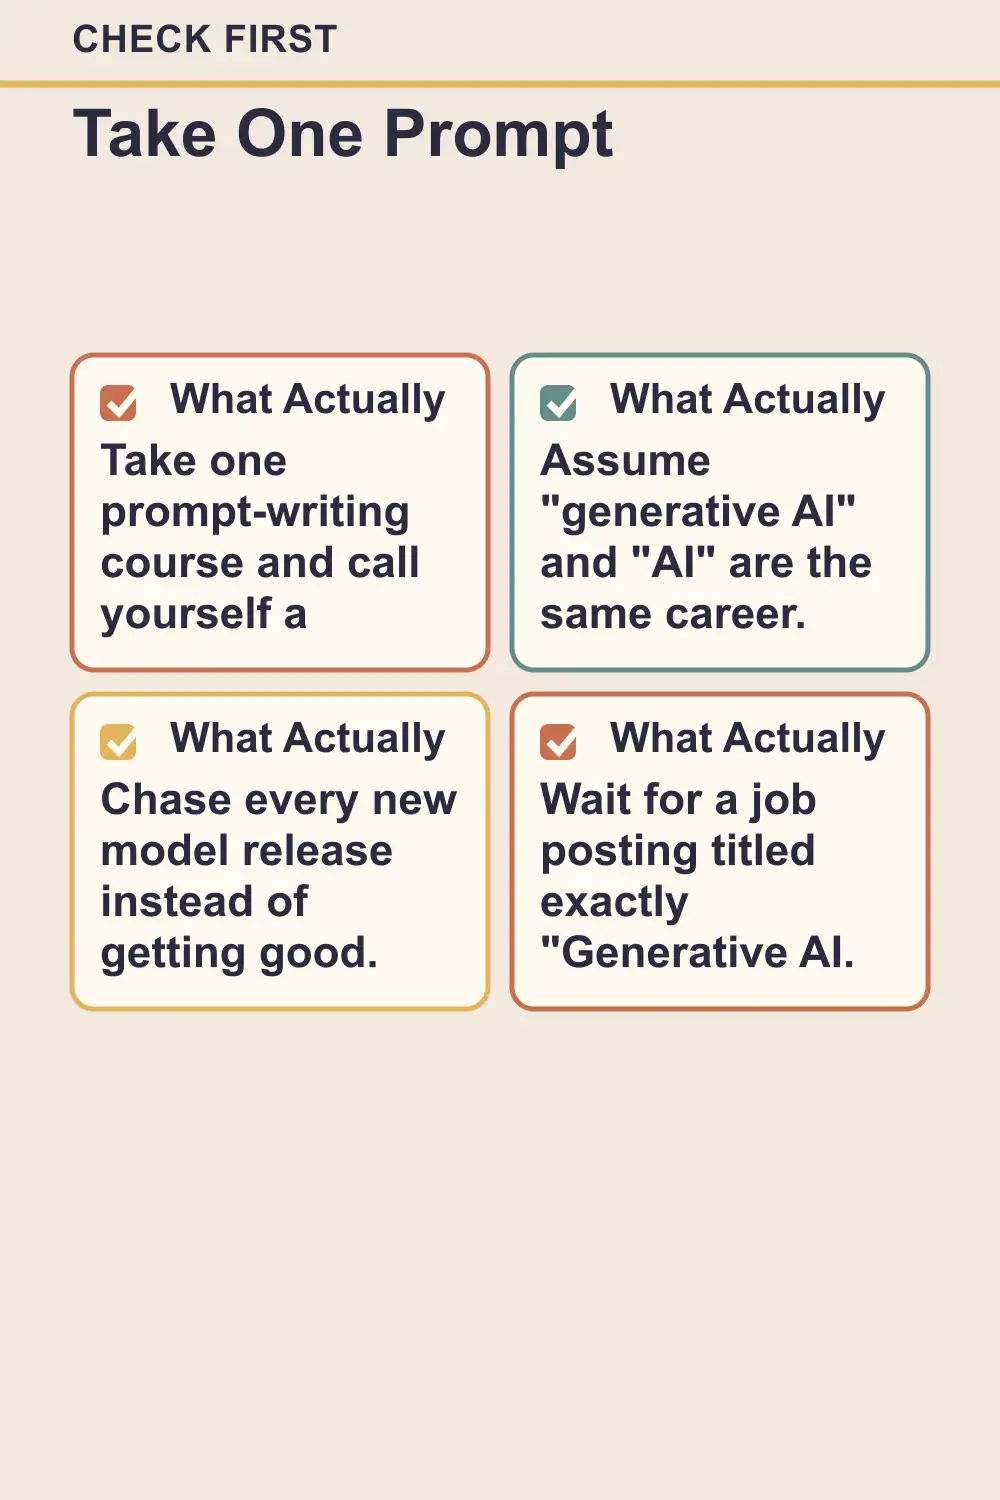 CHECK FIRST
Take One Prompt
What Actually
Take one
prompt-writing
course and call
yourself a
What Actually
Assume
"generative AI"
and "AI" are the
same career.
What Actually
Chase every new
model release
instead of
getting good.
What Actually
Wait for a job
posting titled
exactly
"Generative AI.